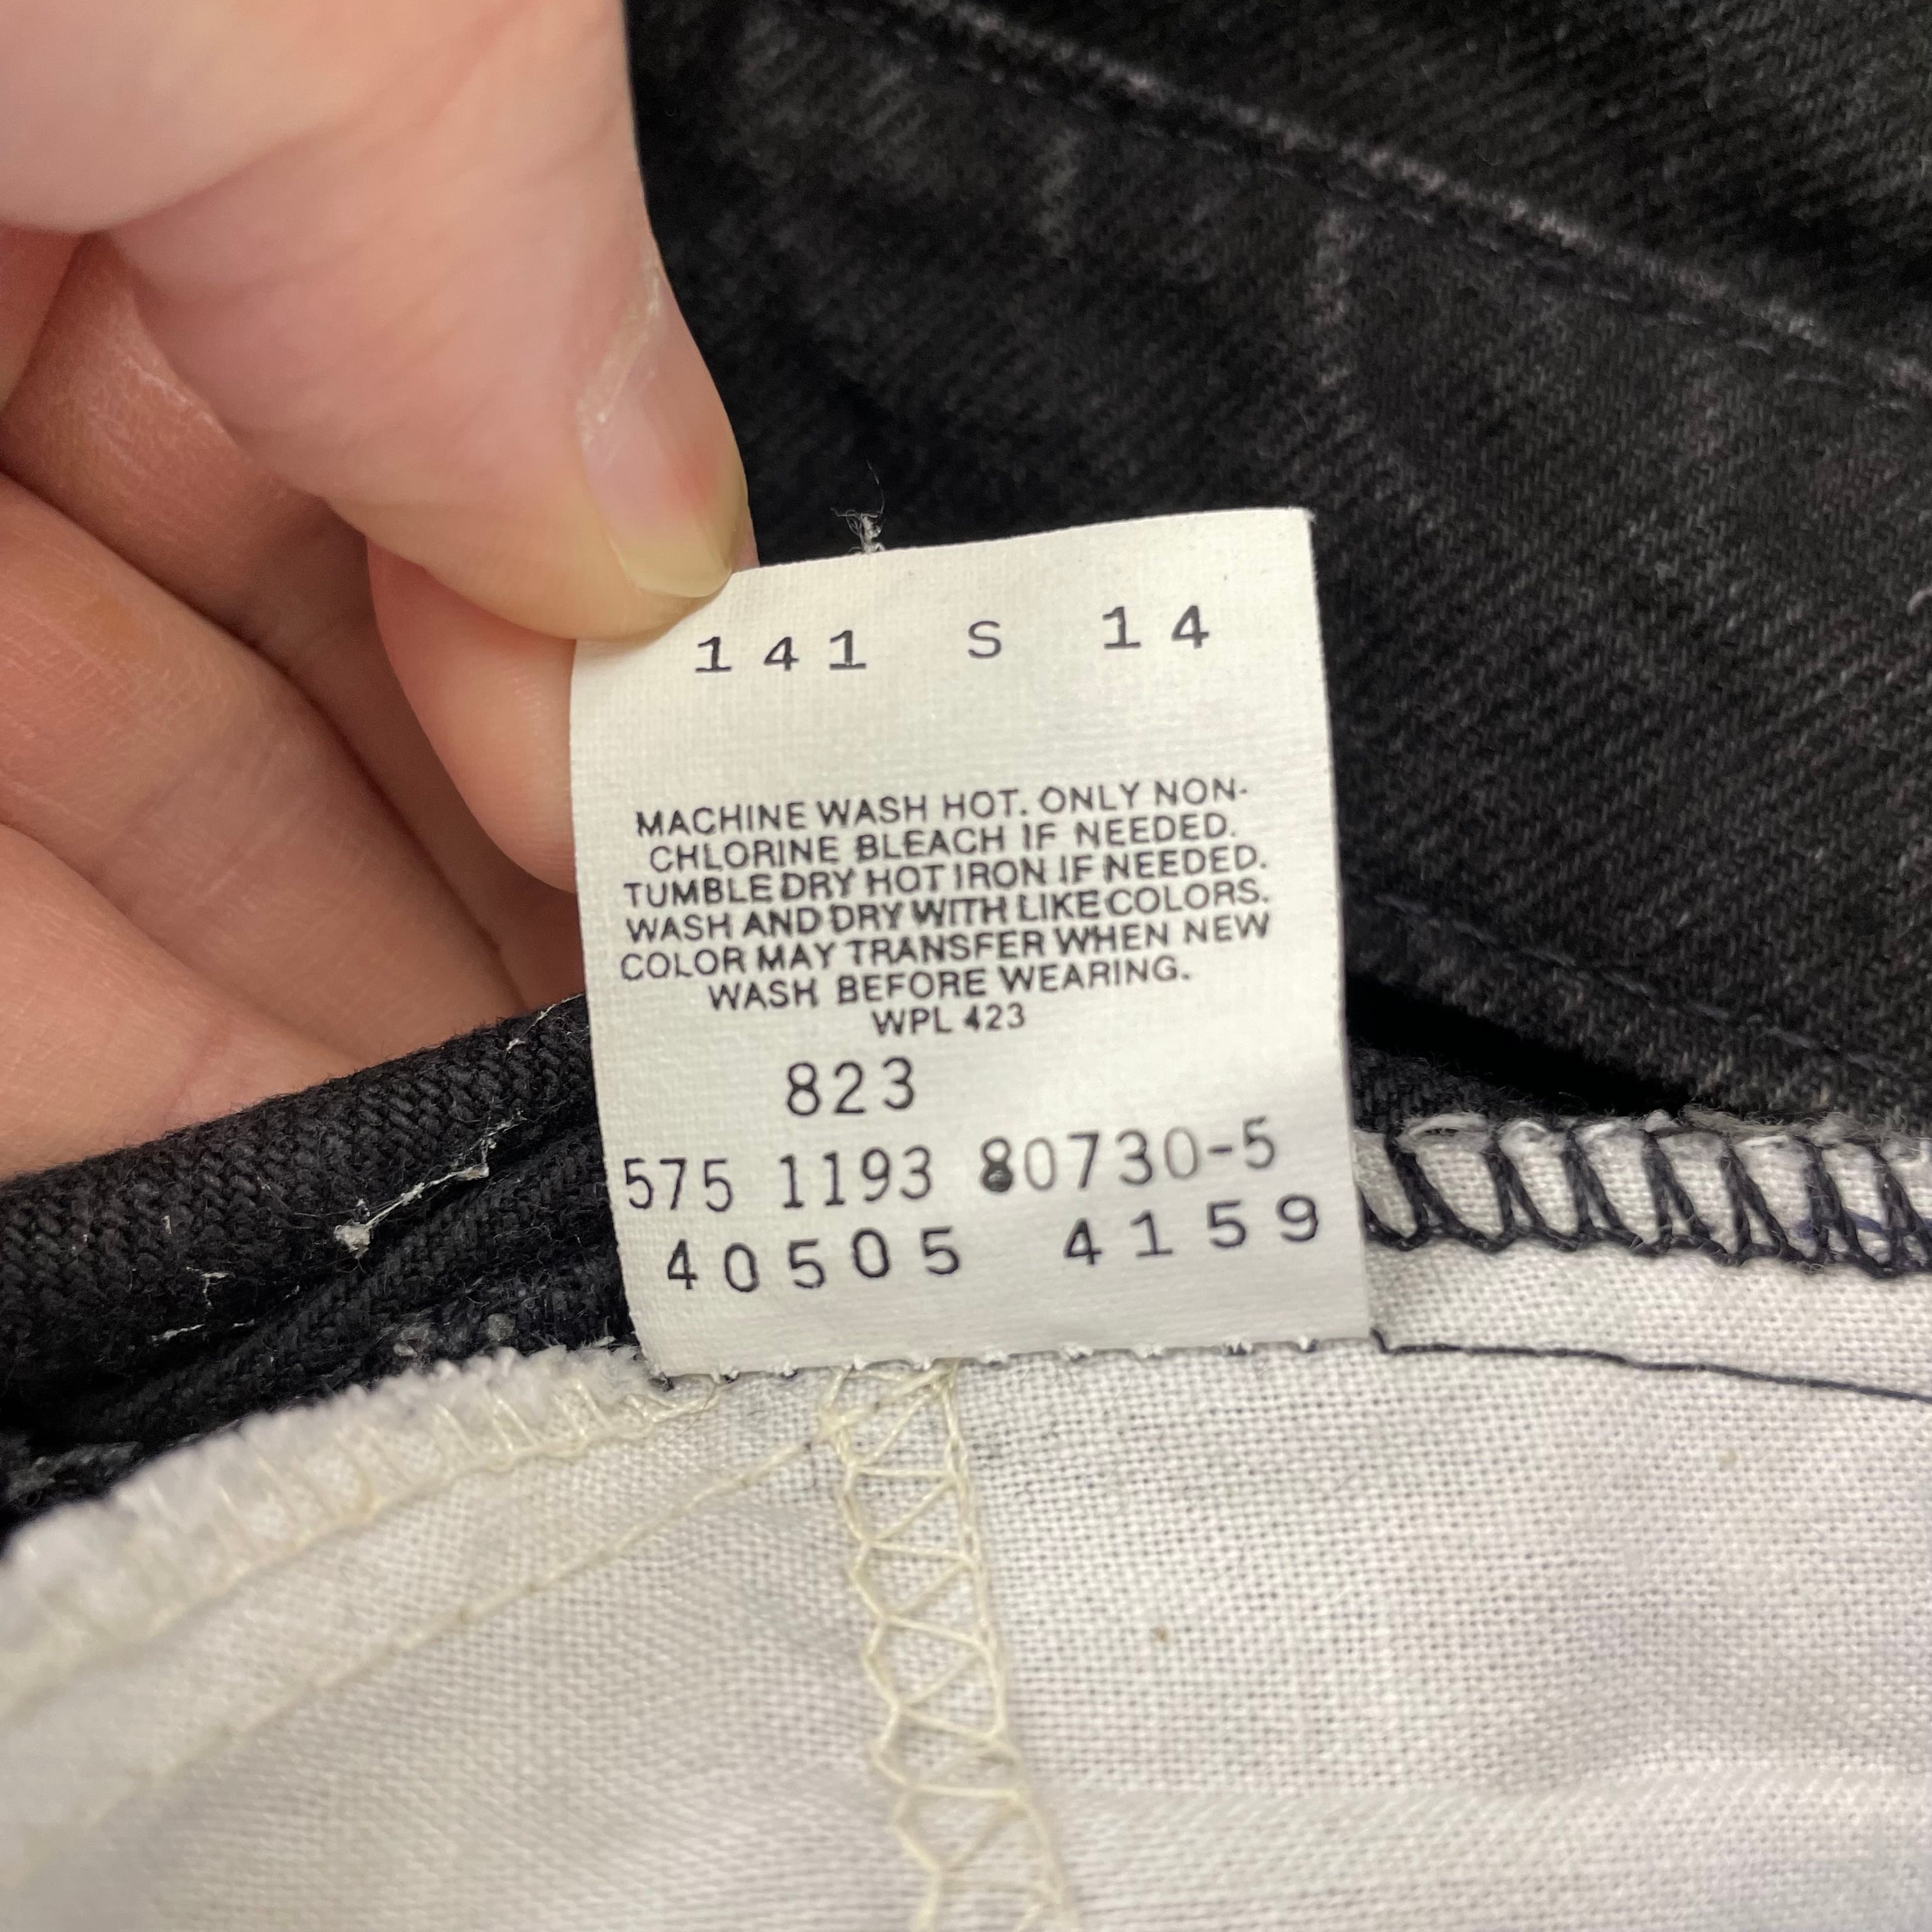 141 S 14
MACHINE WASH HOT. ONLY NON-
CHLORINE BLEACH IF NEEDED.
TUMBLE DRY HOT IRON IF NEEDED.
WASH AND DRY WITH LIKE COLORS.
COLOR MAY TRANSFER WHEN NEW
WASH BEFORE WEARING.
WPL 423
823
575 1193 80730-5
40505 4159